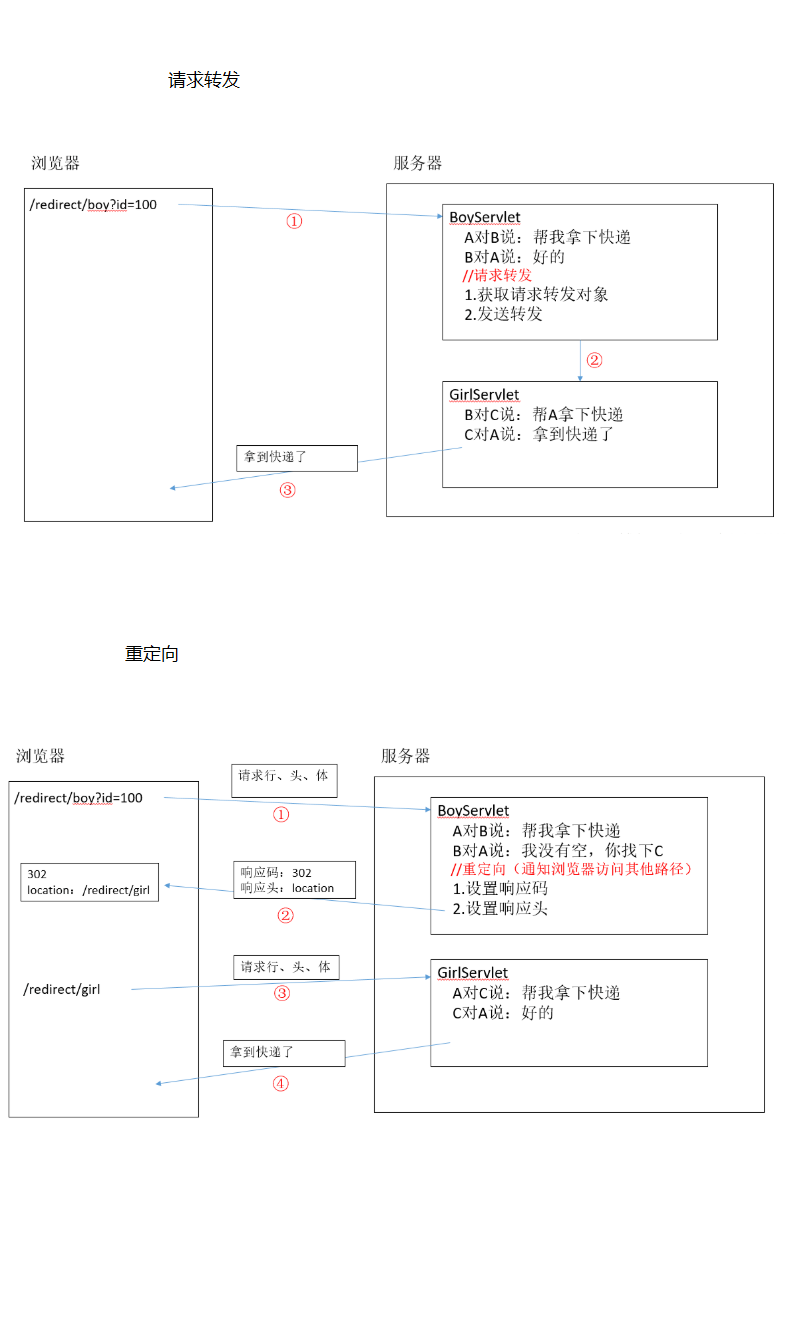 请求转发
浏览器
服务器
/redirect/boy?id=100
①
BoyServlet
A对B说：帮我拿下快递
B对A说：好的
//请求转发
1.获取请求转发对象
2.发送转发
②
GirlServlet
B对C说：帮A拿下快递
C对A说：拿到快递了
拿到快递了
③
重定向
浏览器
服务器
/redirect/boy?id=100
请求行、头、体
①
BoyServlet
A对B说：帮我拿下快递
B对A说：我没有空，你找下C
//重定向（通知浏览器访问其他路径）
1.设置响应码
2.设置响应头
302
location：/redirect/girl
响应码：302
响应头：location
②
/redirect/girl
请求行、头、体
③
GirlServlet
A对C说：帮我拿下快递
C对A说：好的
拿到快递了
④